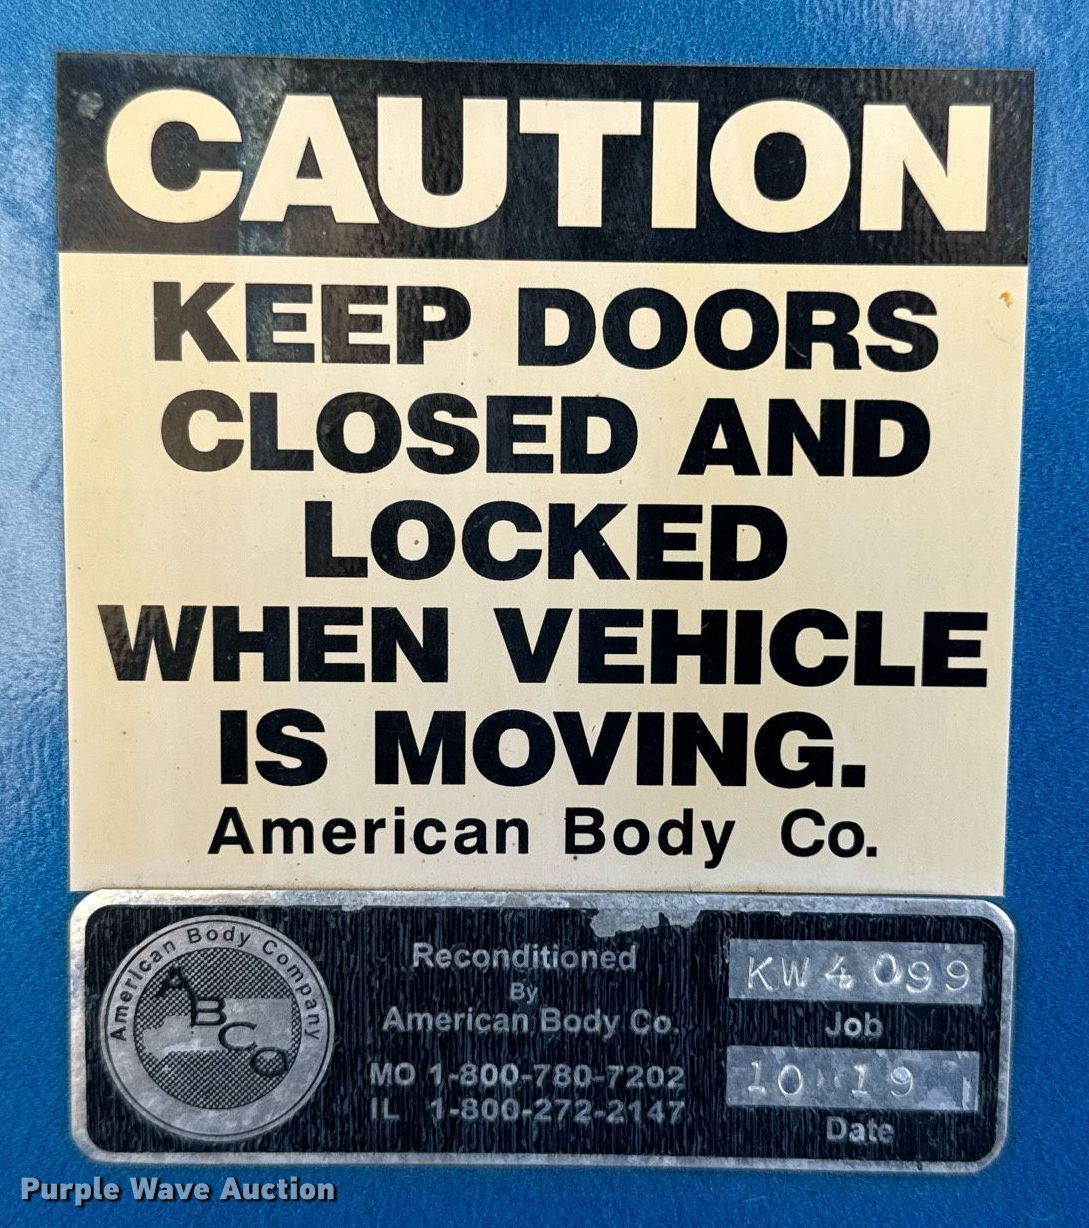 CAUTION
KEEP DOORS
CLOSED AND
LOCKED
WHEN VEHICLE
IS MOVING.
American Body Co.
American Body Company
ABCO
Reconditioned
By
American Body Co.
MO 1-800-780-7202
IL 1-800-272-2147
KW4099
Job
10 19
Date
Purple Wave Auction